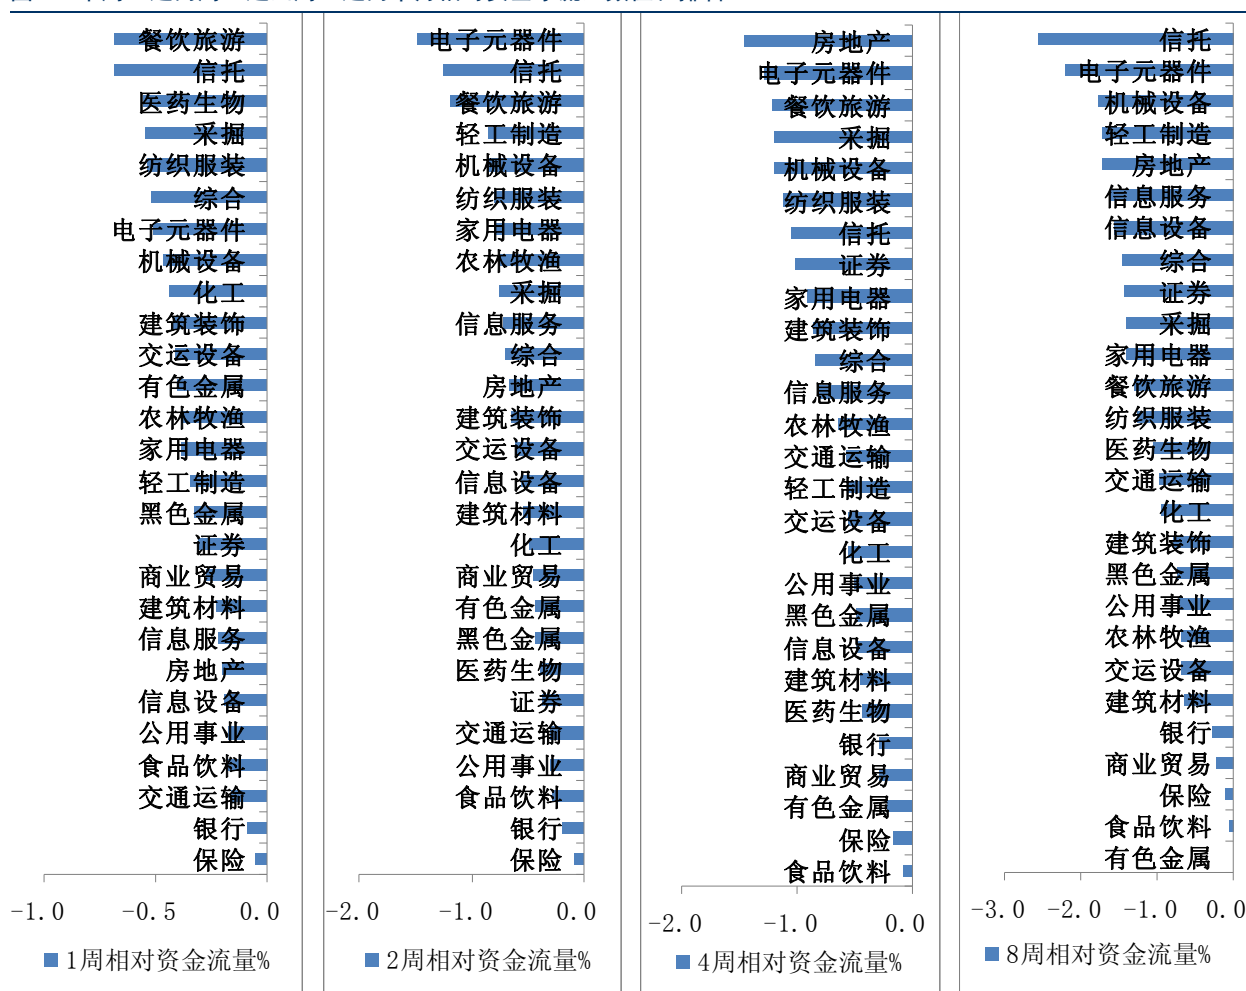 餐饮旅游
信托
医药生物
采掘
纺织服装
综合
电子元器件
机械设备
化工
建筑装饰
交运设备
有色金属
农林牧渔
家用电器
轻工制造
黑色金属
证券
商业贸易
建筑材料
信息服务
房地产
信息设备
公用事业
食品饮料
交通运输
银行
保险
-1.0 -0.5 0.0
1周相对资金流量%
电子元器件
信托
餐饮旅游
轻工制造
机械设备
纺织服装
家用电器
农林牧渔
采掘
信息服务
综合
房地产
建筑装饰
交运设备
信息设备
建筑材料
化工
商业贸易
有色金属
黑色金属
医药生物
证券
交通运输
公用事业
食品饮料
银行
保险
-2.0 -1.0 0.0
2周相对资金流量%
房地产
电子元器件
餐饮旅游
采掘
机械设备
纺织服装
信托
证券
家用电器
建筑装饰
综合
信息服务
农林牧渔
交通运输
轻工制造
交运设备
化工
公用事业
黑色金属
信息设备
建筑材料
医药生物
银行
商业贸易
有色金属
保险
食品饮料
-2.0 -1.0 0.0
4周相对资金流量%
信托
电子元器件
机械设备
轻工制造
房地产
信息服务
信息设备
综合
证券
采掘
家用电器
餐饮旅游
纺织服装
医药生物
交通运输
化工
建筑装饰
黑色金属
公用事业
农林牧渔
交运设备
建筑材料
银行
商业贸易
保险
食品饮料
有色金属
-3.0 -2.0 -1.0 0.0
8周相对资金流量%